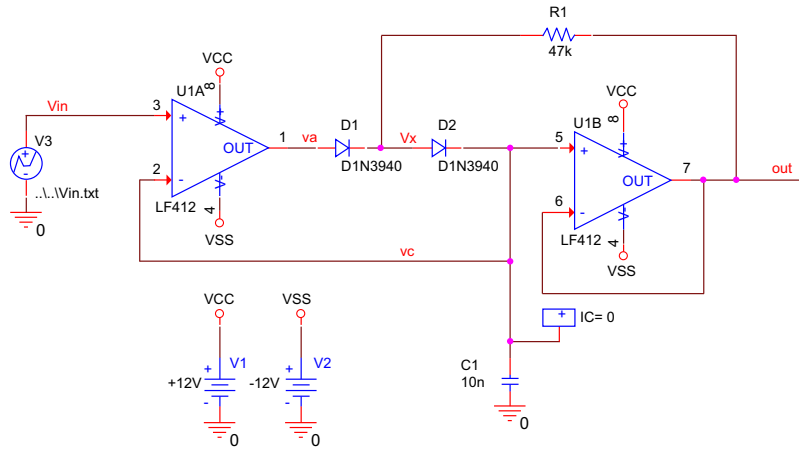 R1
47k
VCC
8
U1A
Vin
3
+
V3
+
-
..\..\Vin.txt
0
2
-
OUT
1
va
D1
D1N3940
Vx
D2
D1N3940
LF412
4
VSS
VCC
8
U1B
5
+
OUT
7
out
6
-
LF412
4
VSS
vc
VCC
VSS
+
V1
+12V
-
0
+
V2
-12V
-
0
+
IC= 0
C1
10n
0